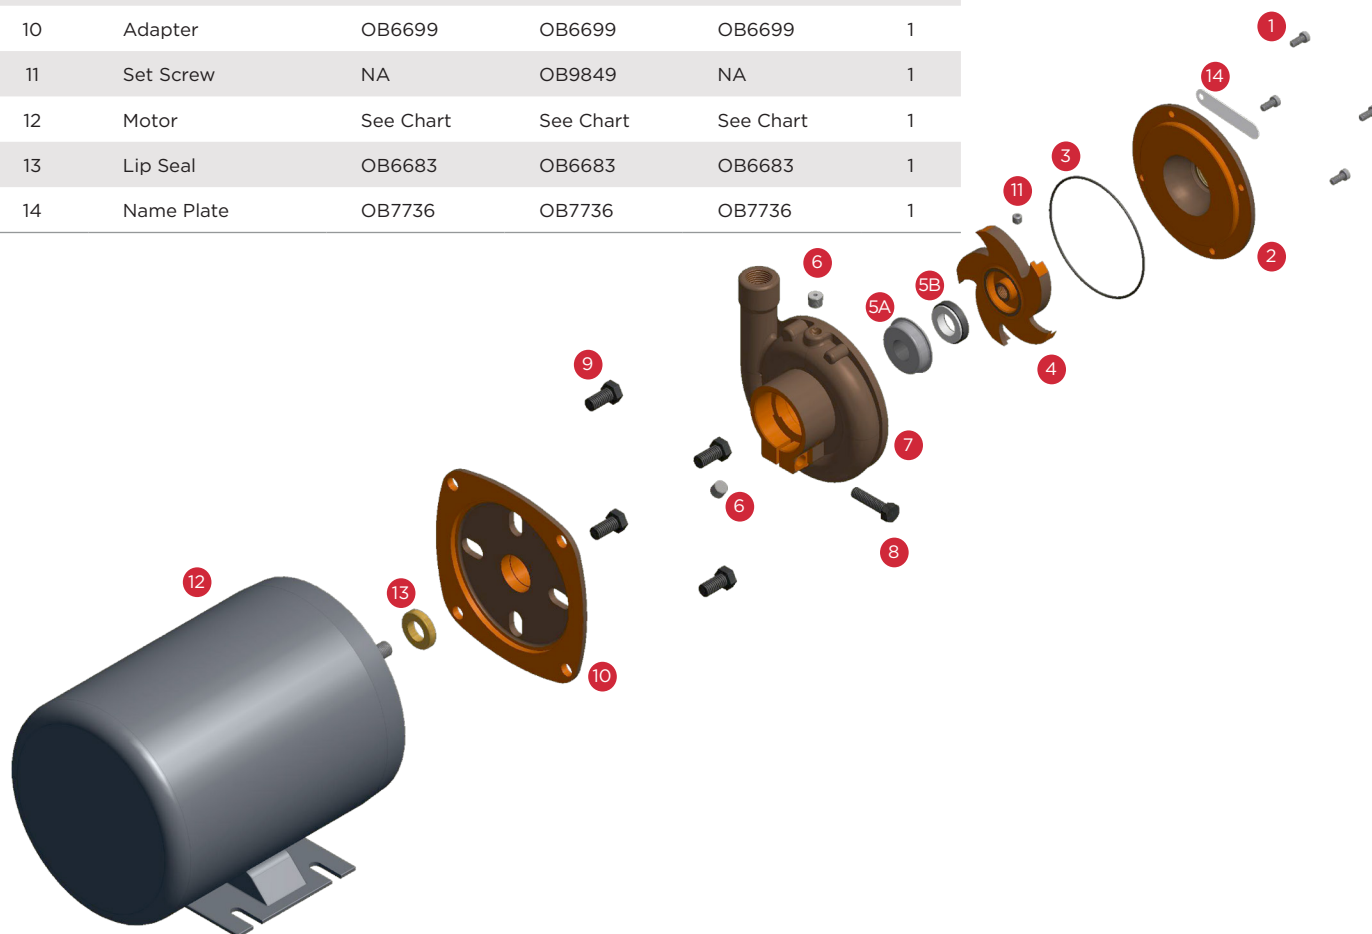 10 Adapter OB6699 OB6699 OB6699 1
11 Set Screw NA OB9849 NA 1
12 Motor See Chart See Chart See Chart 1
13 Lip Seal OB6683 OB6683 OB6683 1
14 Name Plate OB7736 OB7736 OB7736 1
1
14
3
11
2
6
5B
5A
4
9
7
6
8
12
13
10